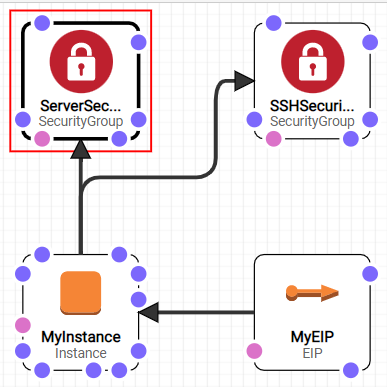 ServerSec...
SecurityGroup
SSHSecuri...
SecurityGroup
MyInstance
Instance
MyEIP
EIP